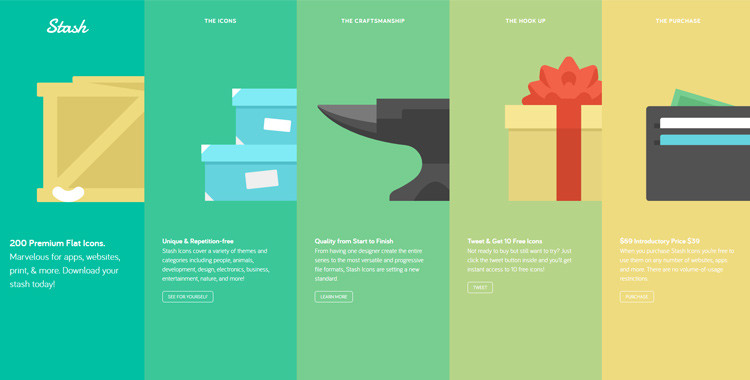 Stash
200 Premium Flat Icons.
Marvelous for apps, websites,
print, & more. Download your
stash today!
THE ICONS
Unique & Repetition-free
Stash Icons cover a variety of themes and
categories including people, animals,
development, design, electronics, business,
entertainment, nature, and more!
SEE FOR YOURSELF
THE CRAFTSMANSHIP
Quality from Start to Finish
From having one designer create the entire
series to the most versatile and progressive
file formats, Stash Icons are setting a new
standard.
LEARN MORE
THE HOOK UP
Tweet & Get 10 Free Icons
Not ready to buy but still want to try? Just
click the tweet button inside and you'll get
instant access to 10 free icons!
TWEET
THE PURCHASE
$69 Introductory Price $39
When you purchase Stash Icons you're free to
use them on any number of websites, apps
and more. There are no volume-of-usage
restrictions.
PURCHASE